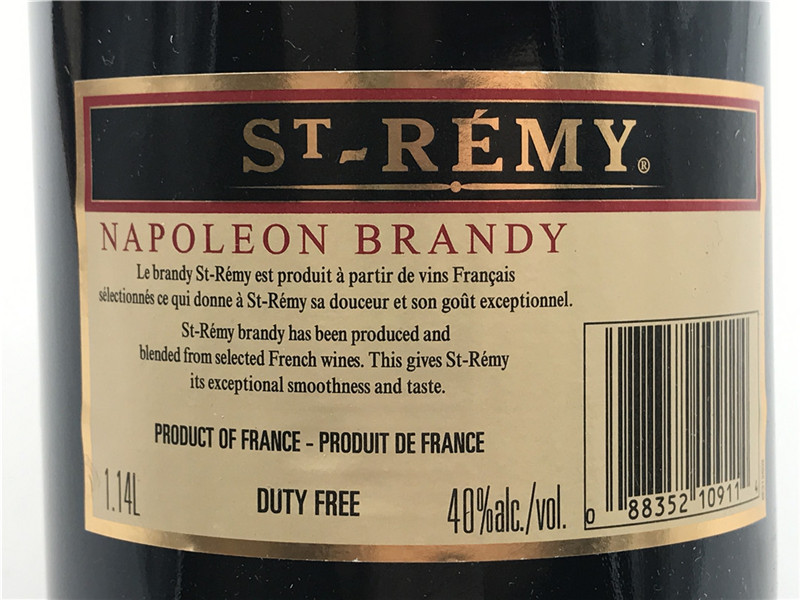 ST-RÉMY®
NAPOLEON BRANDY
Le brandy St-Rémy est produit à partir de vins Français
sélectionnés ce qui donne à St-Rémy sa douceur et son goût exceptionnel.
St-Rémy brandy has been produced and
blended from selected French wines. This gives St-Rémy
its exceptional smoothness and taste.
PRODUCT OF FRANCE - PRODUIT DE FRANCE
1.14L
DUTY FREE
40%alc./vol.
0 88352 10911 4